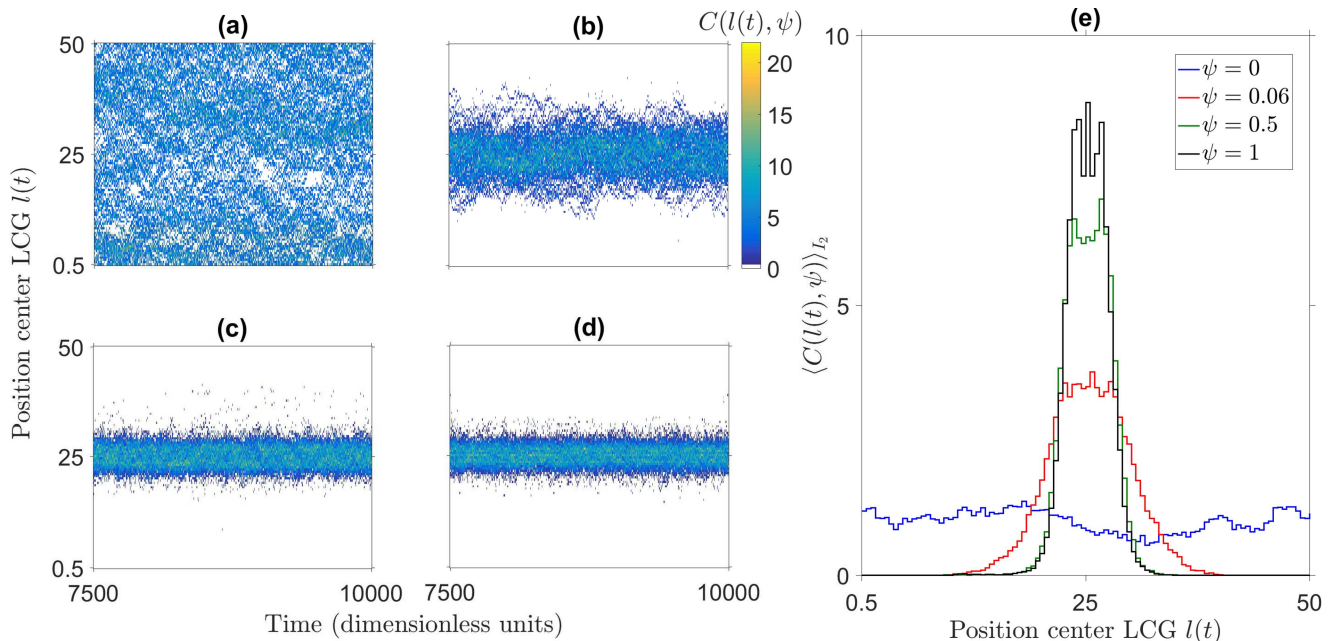 (a)
(b)
C(l(t), ψ)
(e)
50
25
0.5
20
15
10
5
0
Position center LCG l(t)
(c)
(d)
50
25
0.5
7500
10000
7500
10000
Time (dimensionless units)
⟨C(l(t), ψ)⟩_{I_2}
10
5
0
ψ = 0
ψ = 0.06
ψ = 0.5
ψ = 1
0.5
25
50
Position center LCG l(t)